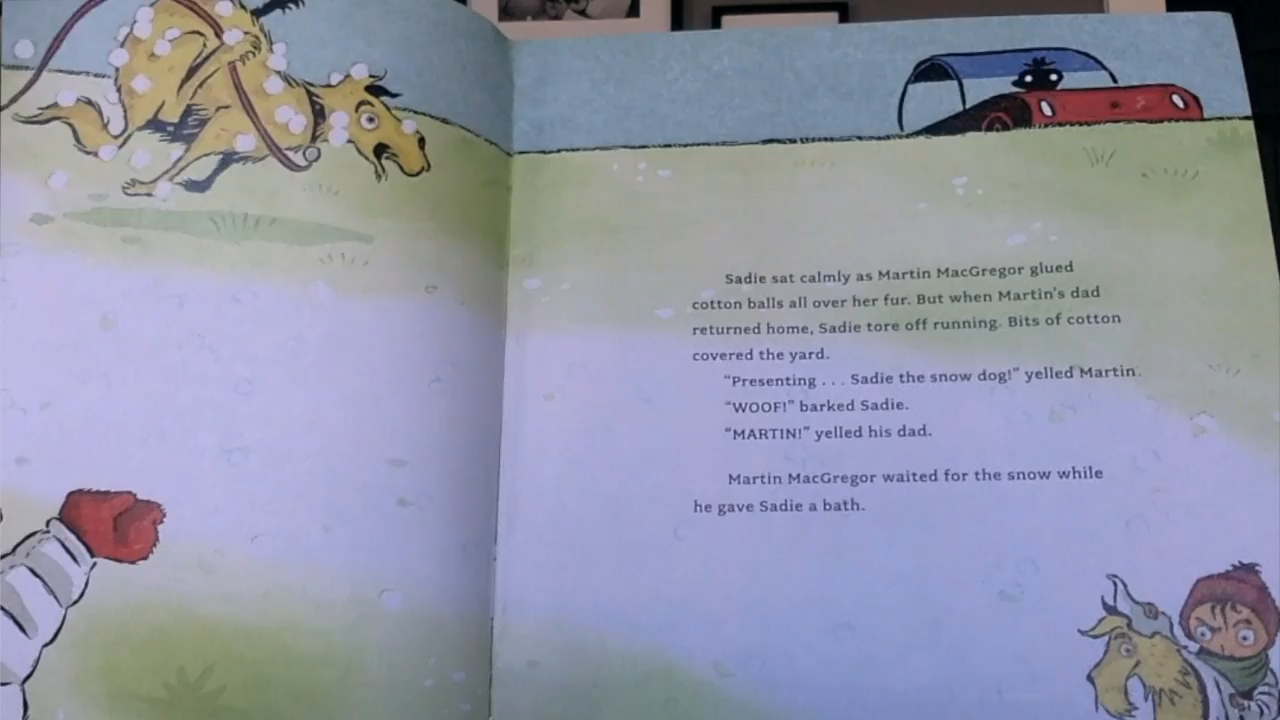 Sadie sat calmly as Martin MacGregor glued
cotton balls all over her fur. But when Martin's dad
returned home, Sadie tore off running. Bits of cotton
covered the yard.
"Presenting . . . Sadie the snow dog!" yelled Martin.
"WOOF!" barked Sadie.
"MARTIN!" yelled his dad.
Martin MacGregor waited for the snow while
he gave Sadie a bath.